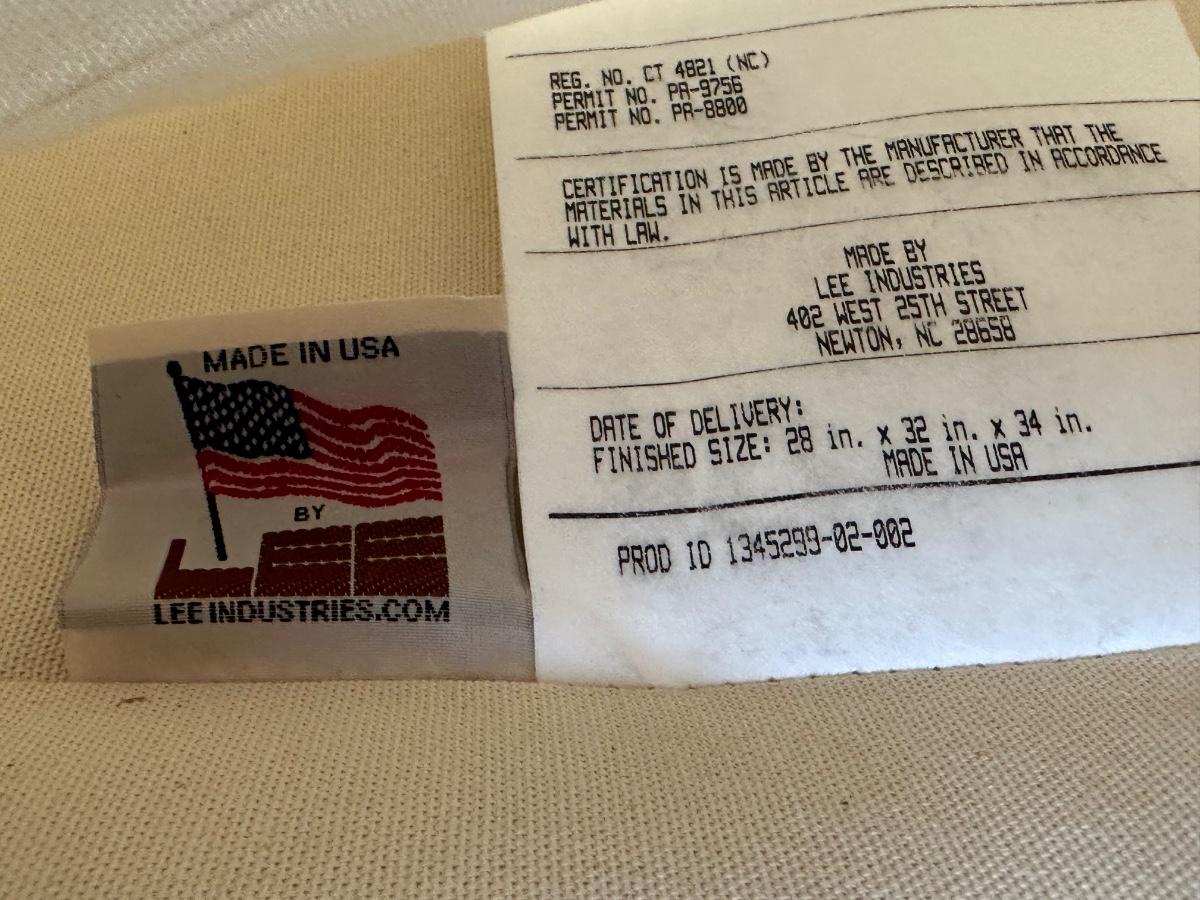 REG. NO. CT 4821 (NC)
PERMIT NO. PA-9756
PERMIT NO. PA-8800
CERTIFICATION IS MADE BY THE MANUFACTURER THAT THE
MATERIALS IN THIS ARTICLE ARE DESCRIBED IN ACCORDANCE
WITH LAW.
MADE BY
LEE INDUSTRIES
402 WEST 25TH STREET
NEWTON, NC 28658
DATE OF DELIVERY:
FINISHED SIZE: 28 in. x 32 in. x 34 in.
MADE IN USA
PROD ID 1345299-02-002
MADE IN USA
BY
LEE
LEEINDUSTRIES.COM